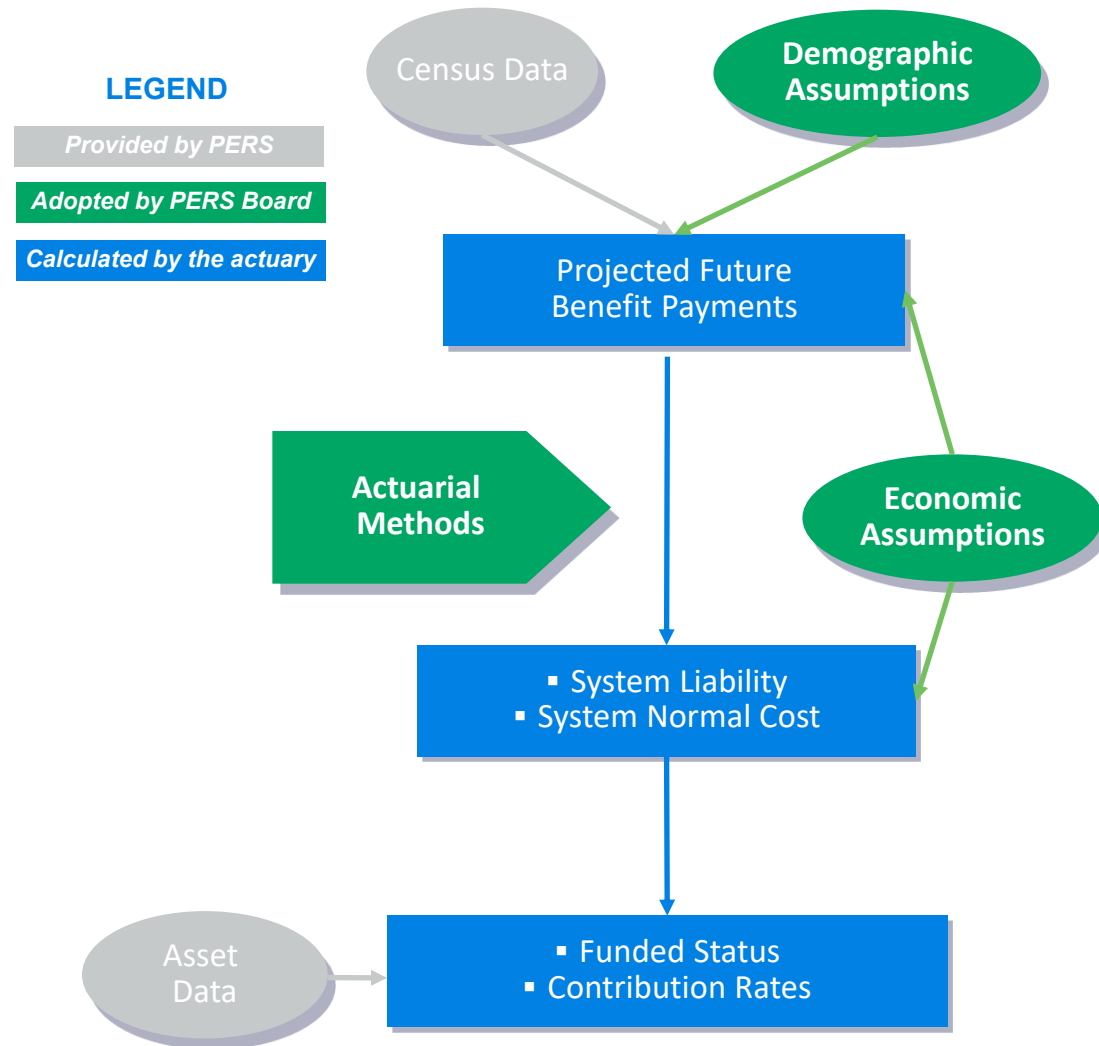 LEGEND
Provided by PERS
Adopted by PERS Board
Calculated by the actuary
Census Data
Demographic
Assumptions
Projected Future
Benefit Payments
Actuarial
Methods
Economic
Assumptions
▪ System Liability
▪ System Normal Cost
Asset
Data
▪ Funded Status
▪ Contribution Rates